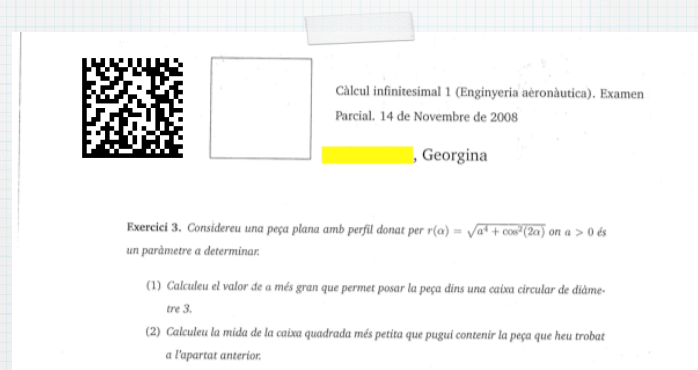 Càlcul infinitesimal 1 (Enginyeria aeronàutica). Examen
Parcial. 14 de Novembre de 2008
, Georgina
Exercici 3. Considereu una peça plana amb perfil donat per r(α) = √(a⁴ + cos²(2α)) on a > 0 és
un paràmetre a determinar.
(1) Calculeu el valor de a més gran que permet posar la peça dins una caixa circular de diàme-
tre 3.
(2) Calculeu la mida de la caixa quadrada més petita que pugui contenir la peça que heu trobat
a l'apartat anterior.